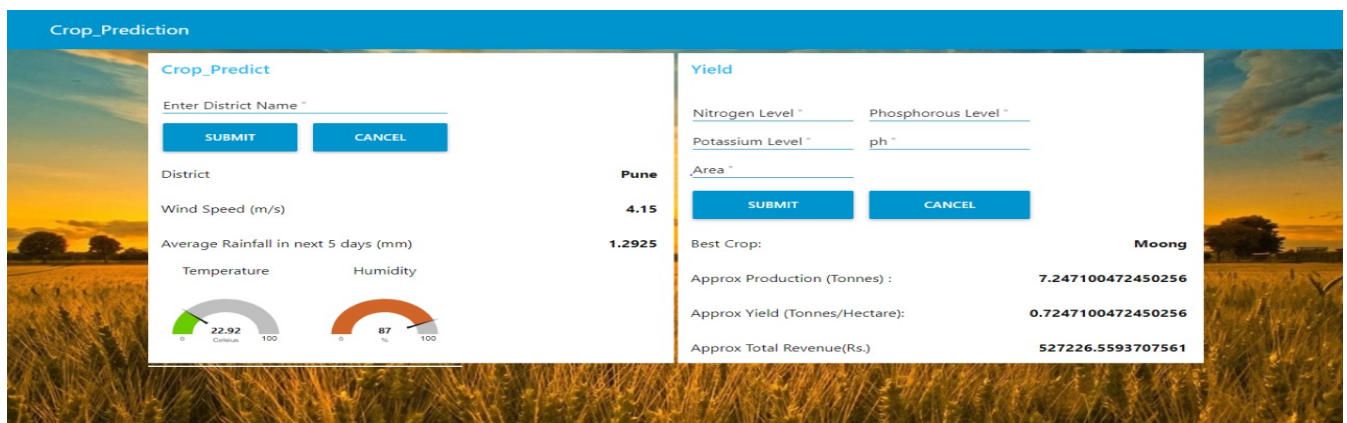 Crop_Prediction
Crop_Predict
Enter District Name *
SUBMIT CANCEL
District Pune
Wind Speed (m/s) 4.15
Average Rainfall in next 5 days (mm) 1.2925
Temperature Humidity
22.92
0 Celsius 100
87
0 % 100
Yield
Nitrogen Level * Phosphorous Level *
Potassium Level * ph *
Area *
SUBMIT CANCEL
Best Crop: Moong
Approx Production (Tonnes) : 7.247100472450256
Approx Yield (Tonnes/Hectare): 0.7247100472450256
Approx Total Revenue(Rs.) 527226.5593707561